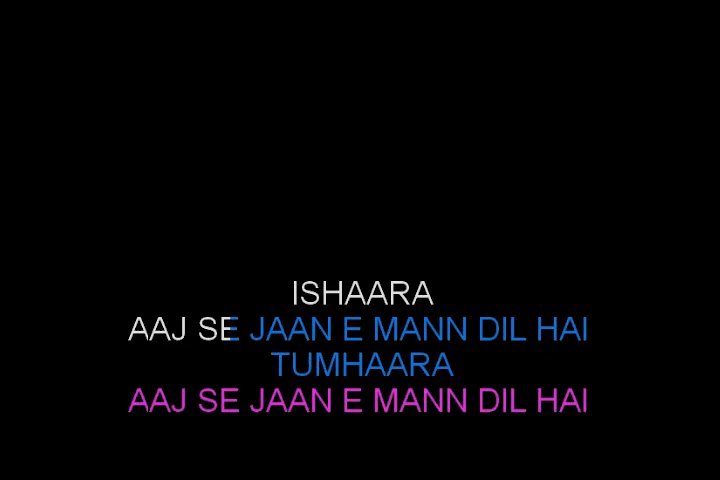 ISHAARA
AAJ SE JAAN E MANN DIL HAI
TUMHAARA
AAJ SE JAAN E MANN DIL HAI